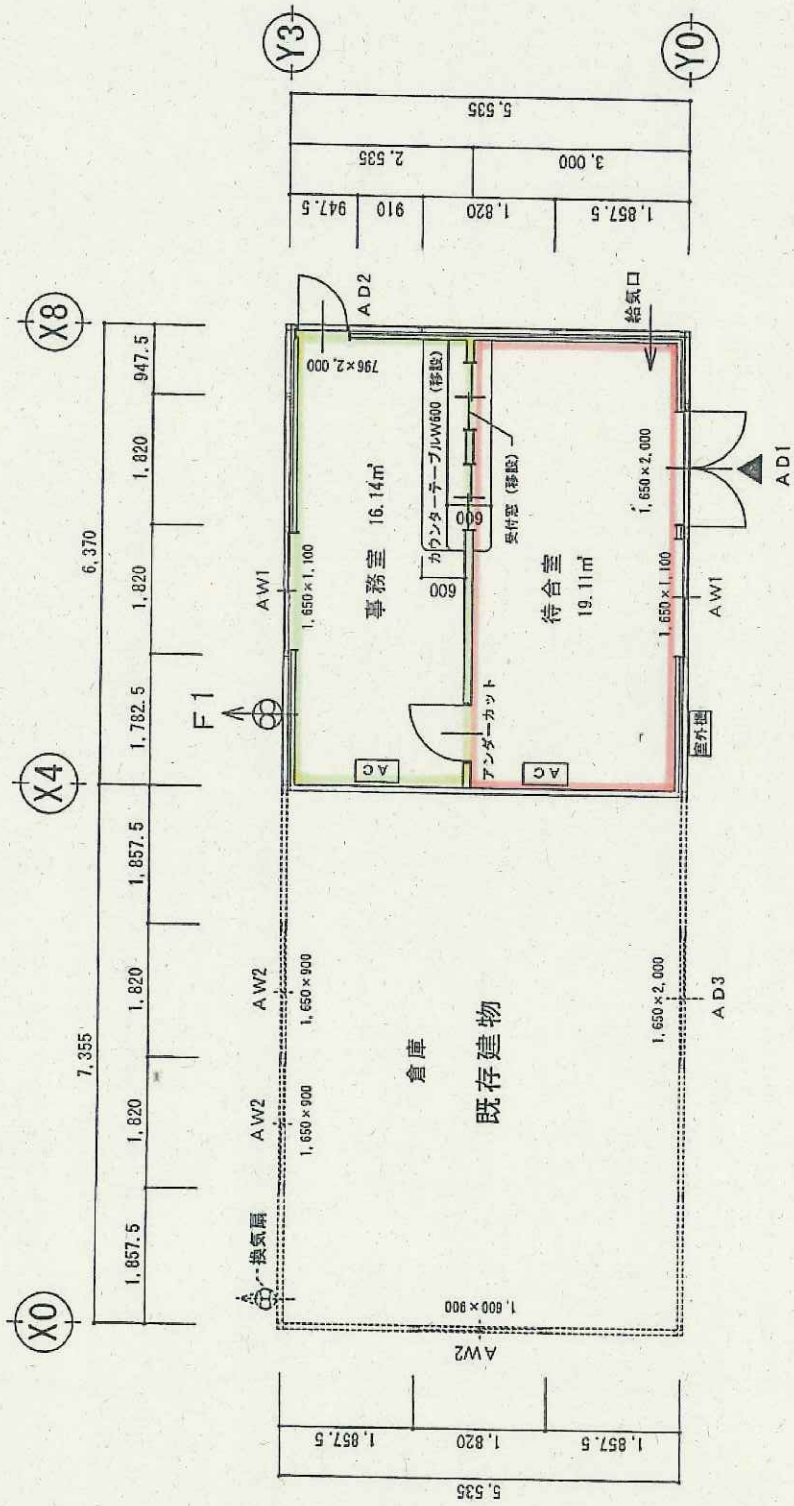 X0
X4
X8
7,355
6,370
1,857.5
1,820
1,820
1,857.5
1,782.5
1,820
1,820
947.5
換気扇
AW2
1,650×900
AW2
1,650×900
F1
AW1
1,650×1,100
AD2
796×2,000
Y3
Y0
5,535
2,535
3,000
947.5
910
1,820
1,857.5
事務室 16.14㎡
カウンターテーブルW600(移設)
600
600
受付窓(移設)
AC
アンダーカット
AC
待合室
19.11㎡
給気口
1,650×2,000
AD1
1,650×1,100
AW1
室外機
倉庫
既存建物
1,650×2,000
AD3
1,600×900
AW2
1,857.5
1,820
1,857.5
5,535